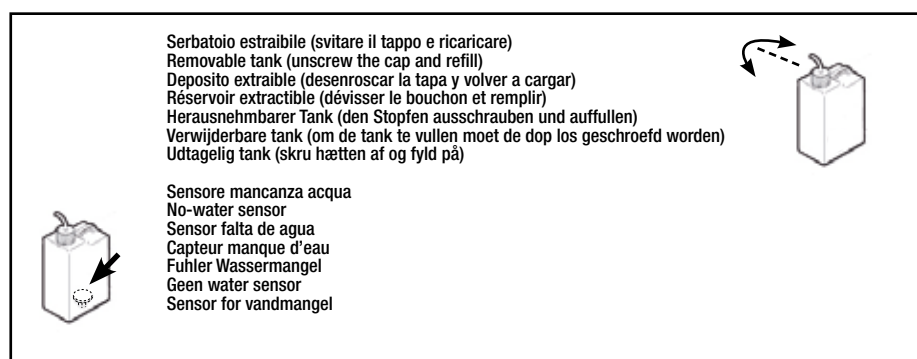 Serbatoio estraibile (svitare il tappo e ricaricare)
Removable tank (unscrew the cap and refill)
Deposito extraible (desenroscar la tapa y volver a cargar)
Réservoir extractible (dévisser le bouchon et remplir)
Herausnehmbarer Tank (den Stopfen ausschrauben und auffullen)
Verwijderbare tank (om de tank te vullen moet de dop los geschroefd worden)
Udtagelig tank (skru hætten af og fyld på)
Sensore mancanza acqua
No-water sensor
Sensor falta de agua
Capteur manque d'eau
Fuhler Wassermangel
Geen water sensor
Sensor for vandmangel